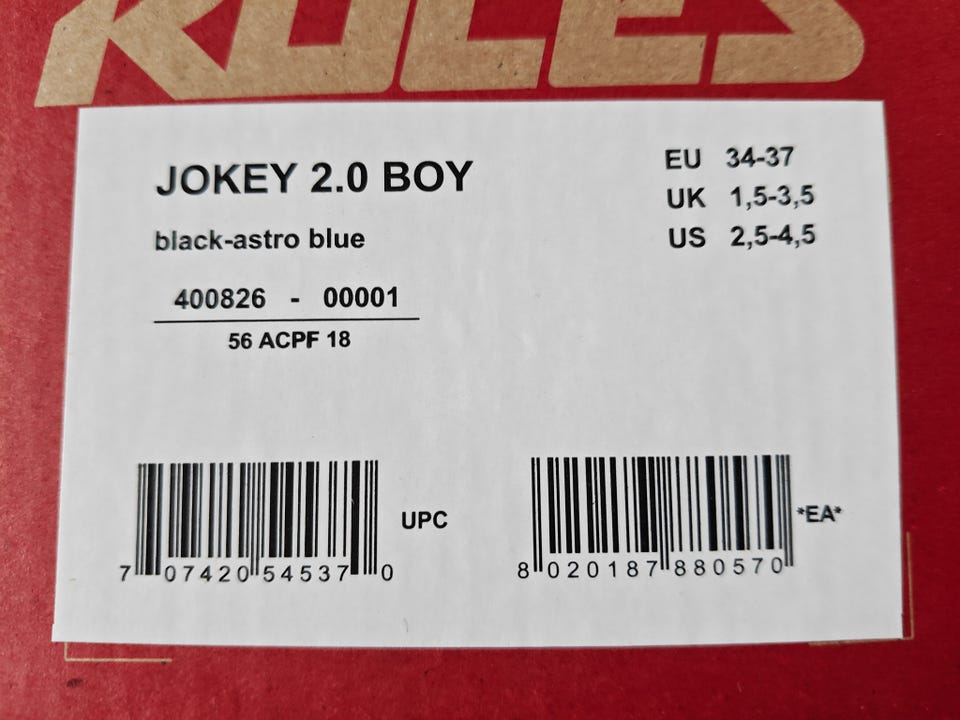 ROLES
JOKEY 2.0 BOY
black-astro blue
400826 - 00001
56 ACPF 18
EU 34-37
UK 1,5-3,5
US 2,5-4,5
UPC
*EA*
7 07420 54537 0
8 020187 880570